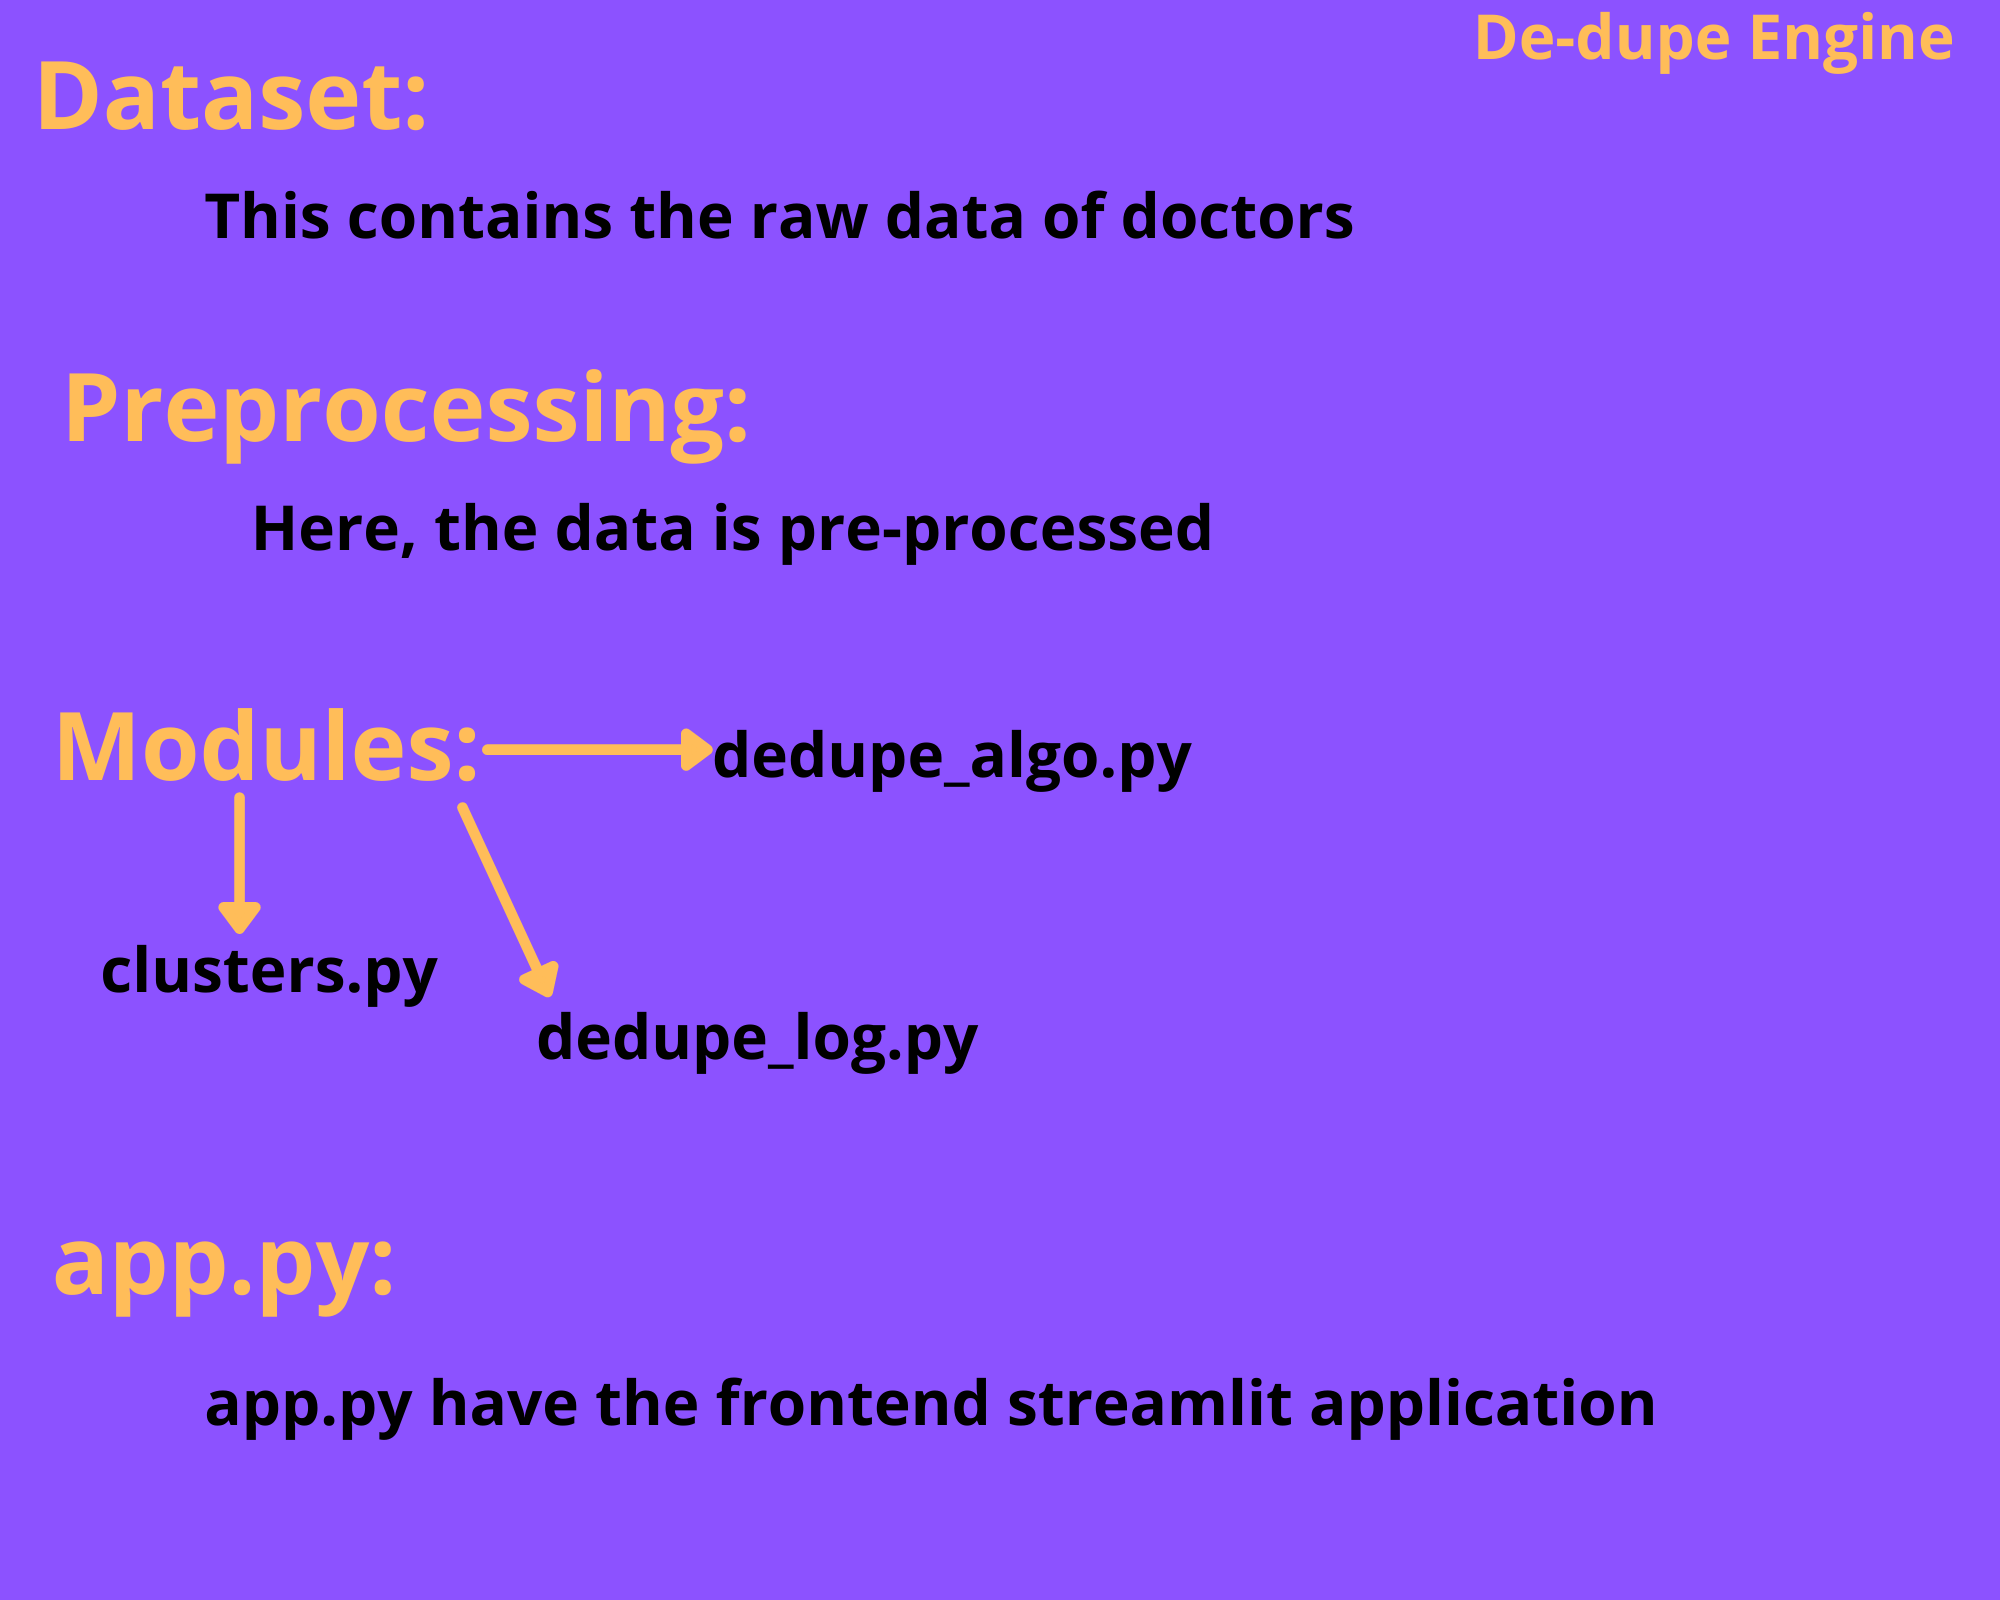 De-dupe Engine
Dataset:
This contains the raw data of doctors
Preprocessing:
Here, the data is pre-processed
Modules:
dedupe_algo.py
clusters.py
dedupe_log.py
app.py:
app.py have the frontend streamlit application